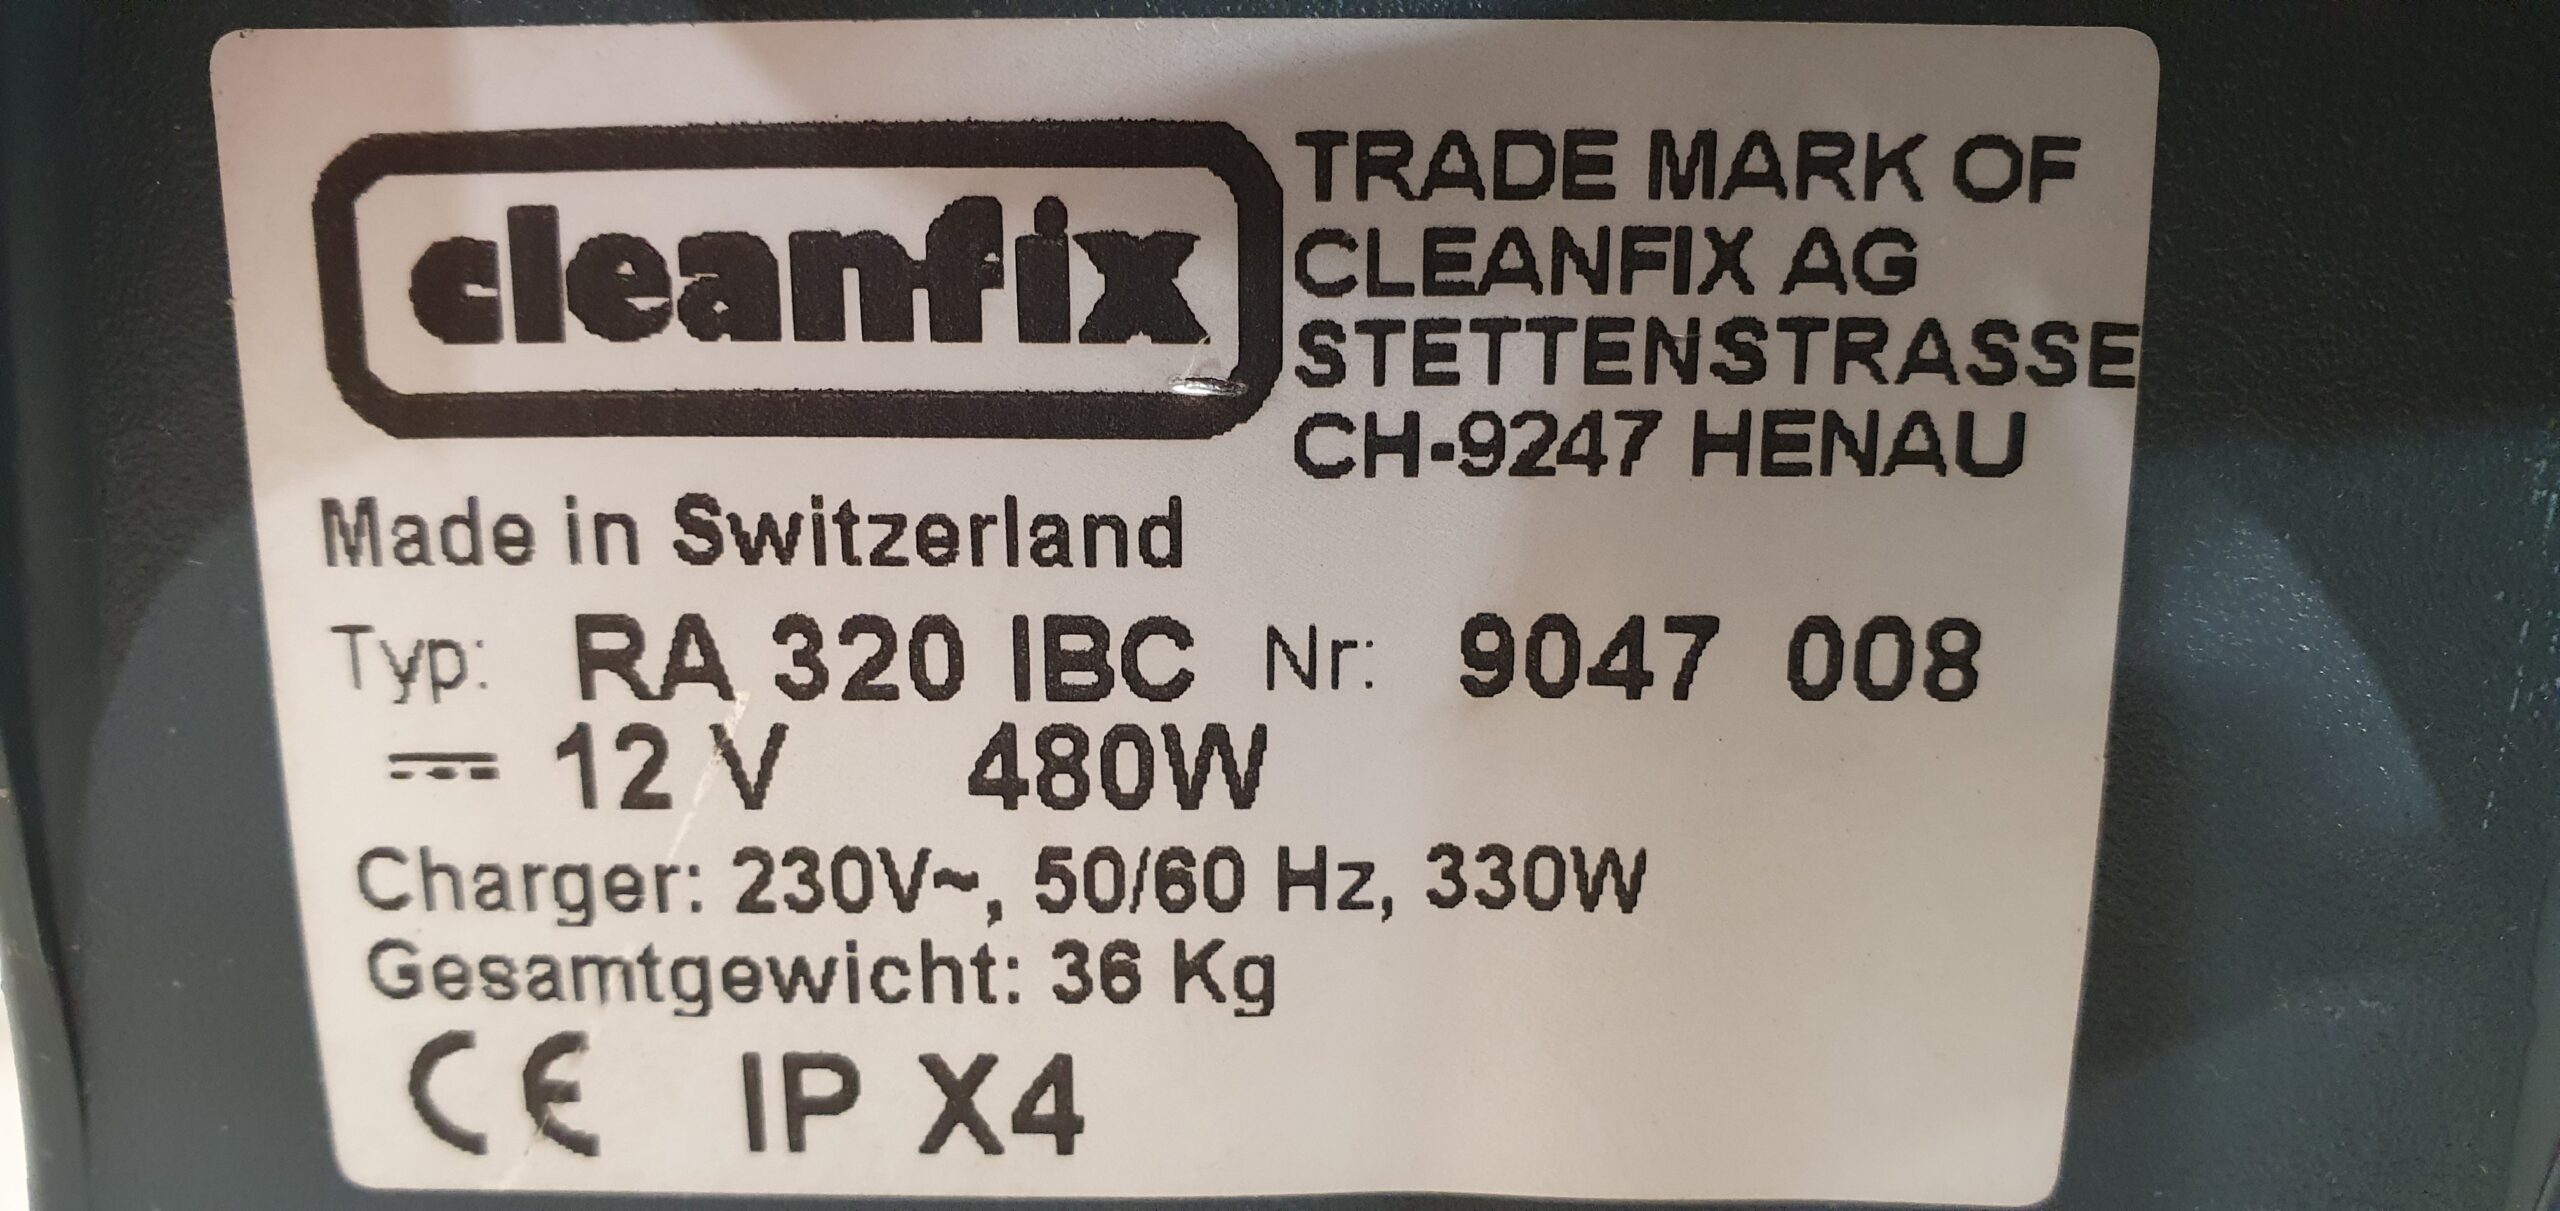 cleanfix
TRADE MARK OF
CLEANFIX AG
STETTENSTRASSE
CH-9247 HENAU
Made in Switzerland
Typ: RA 320 IBC Nr: 9047 008
⎓ 12 V 480W
Charger: 230V~, 50/60 Hz, 330W
Gesamtgewicht: 36 Kg
CE IP X4